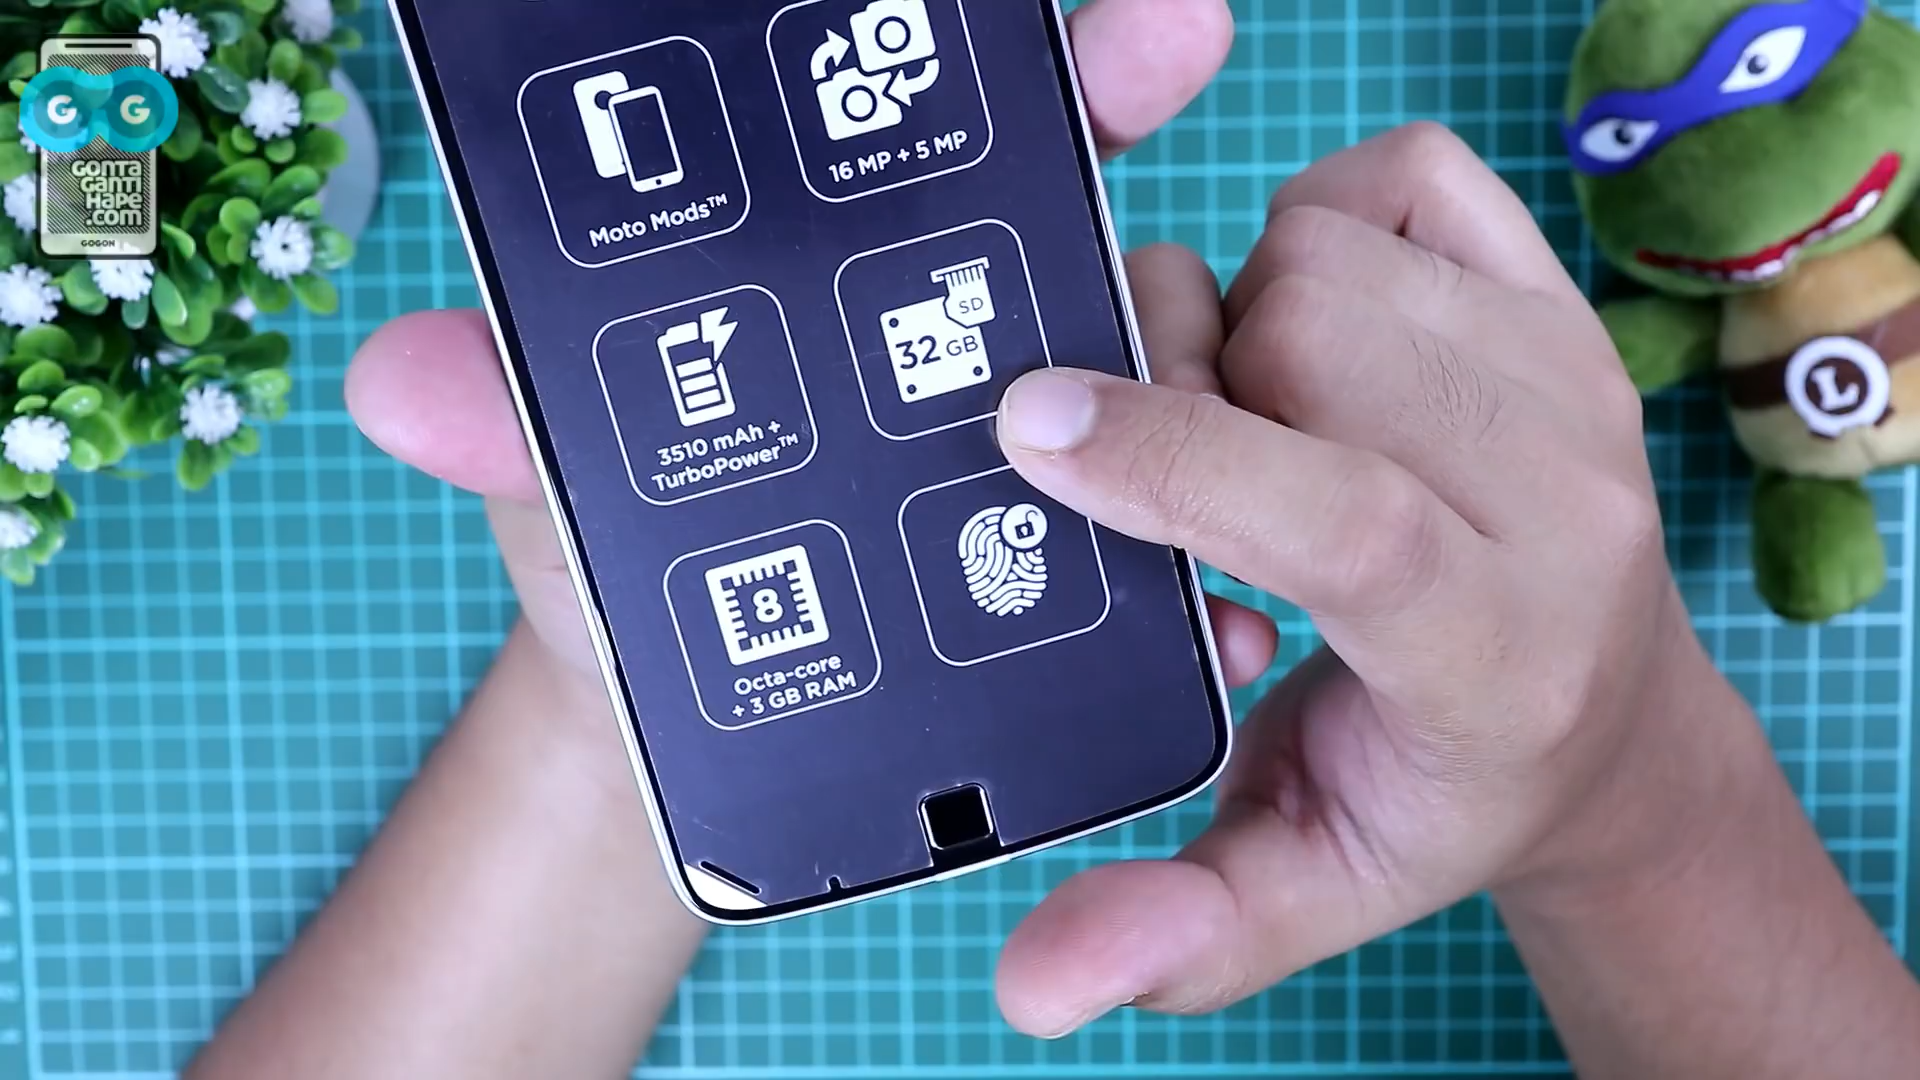 G G
GONTA
GANTI
HAPE
.COM
GOGON
Moto Mods™
16 MP + 5 MP
3510 mAh +
TurboPower™
SD
32 GB
8
Octa-core
+ 3 GB RAM
L